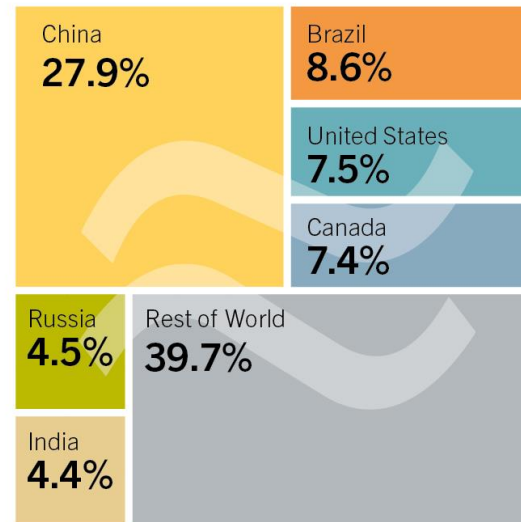 China
27.9%
Brazil
8.6%
United States
7.5%
Canada
7.4%
Russia
4.5%
Rest of World
39.7%
India
4.4%